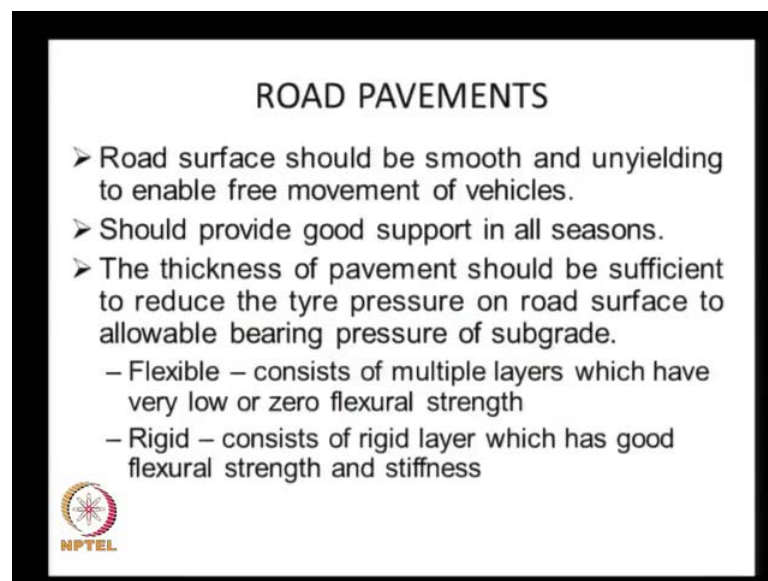 ROAD PAVEMENTS
➢ Road surface should be smooth and unyielding
to enable free movement of vehicles.
➢ Should provide good support in all seasons.
➢ The thickness of pavement should be sufficient
to reduce the tyre pressure on road surface to
allowable bearing pressure of subgrade.
– Flexible – consists of multiple layers which have
very low or zero flexural strength
– Rigid – consists of rigid layer which has good
flexural strength and stiffness
NPTEL